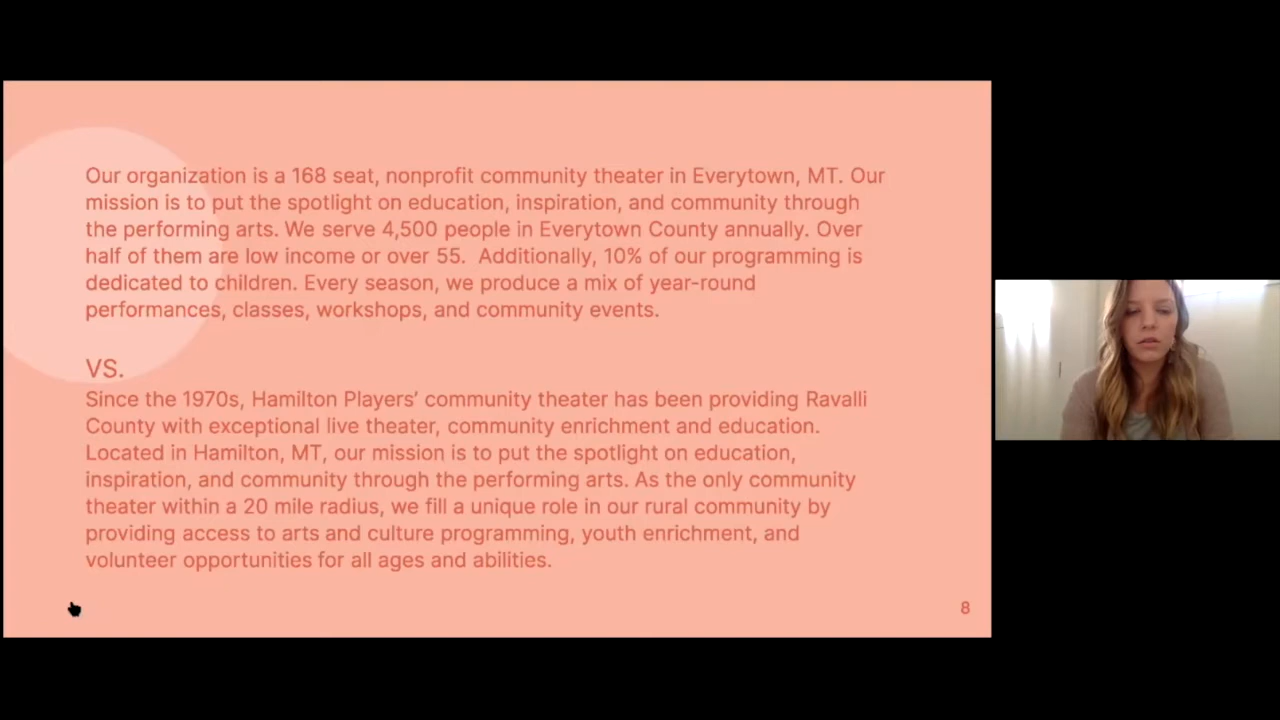 Our organization is a 168 seat, nonprofit community theater in Everytown, MT. Our
mission is to put the spotlight on education, inspiration, and community through
the performing arts. We serve 4,500 people in Everytown County annually. Over
half of them are low income or over 55.  Additionally, 10% of our programming is
dedicated to children. Every season, we produce a mix of year-round
performances, classes, workshops, and community events.
VS.
Since the 1970s, Hamilton Players’ community theater has been providing Ravalli
County with exceptional live theater, community enrichment and education.
Located in Hamilton, MT, our mission is to put the spotlight on education,
inspiration, and community through the performing arts. As the only community
theater within a 20 mile radius, we fill a unique role in our rural community by
providing access to arts and culture programming, youth enrichment, and
volunteer opportunities for all ages and abilities.
8